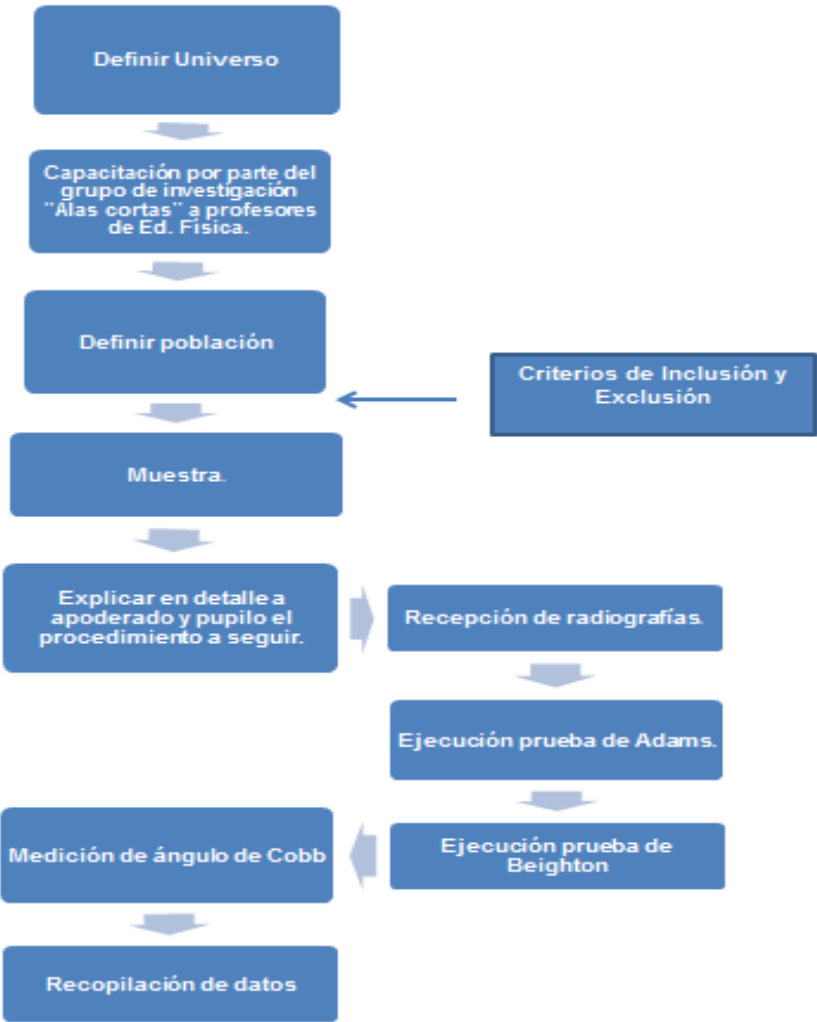 Definir Universo
Capacitación por parte del
grupo de investigación
"Alas cortas" a profesores
de Ed. Física.
Definir población
Criterios de Inclusión y
Exclusión
Muestra.
Explicar en detalle a
apoderado y pupilo el
procedimiento a seguir.
Recepción de radiografías.
Ejecución prueba de Adams.
Ejecución prueba de
Beighton
Medición de ángulo de Cobb
Recopilación de datos